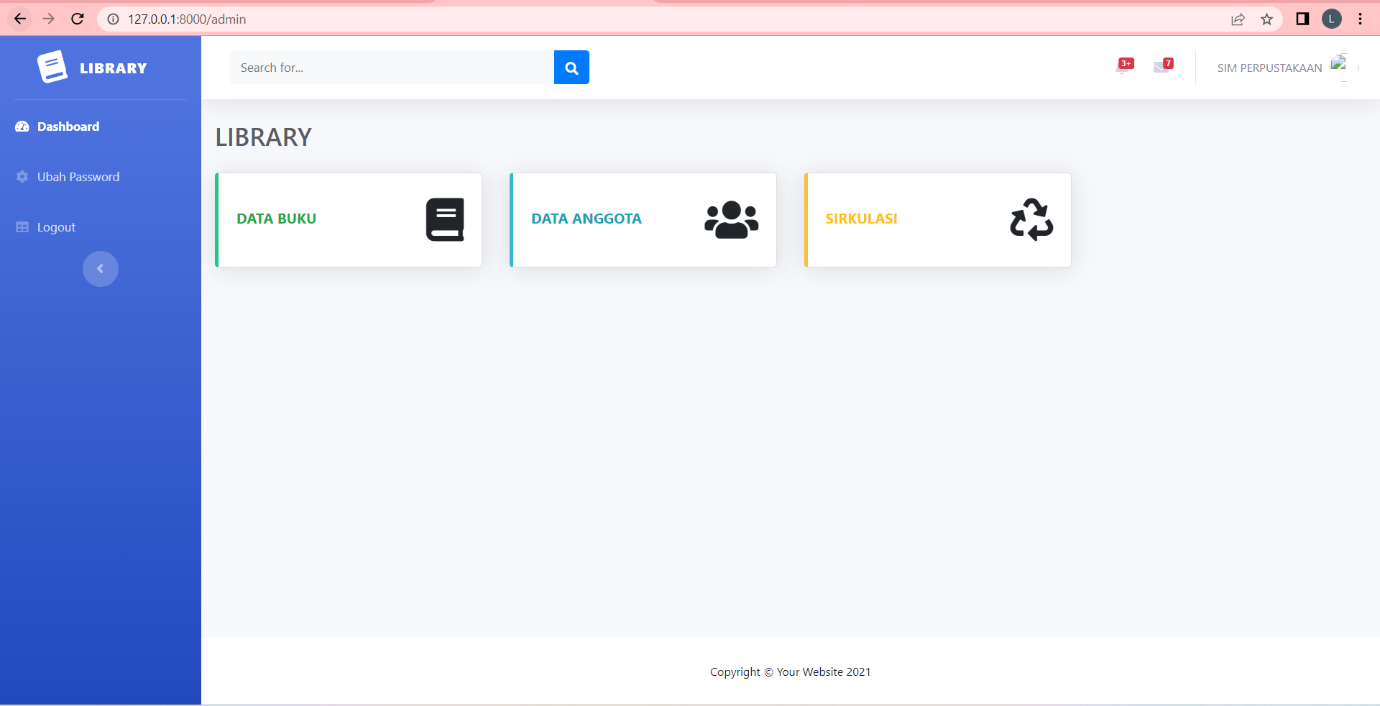 127.0.0.1:8000/admin
L
LIBRARY
Search for...
3+
7
SIM PERPUSTAKAAN
Dashboard
Ubah Password
Logout
LIBRARY
DATA BUKU
DATA ANGGOTA
SIRKULASI
Copyright © Your Website 2021